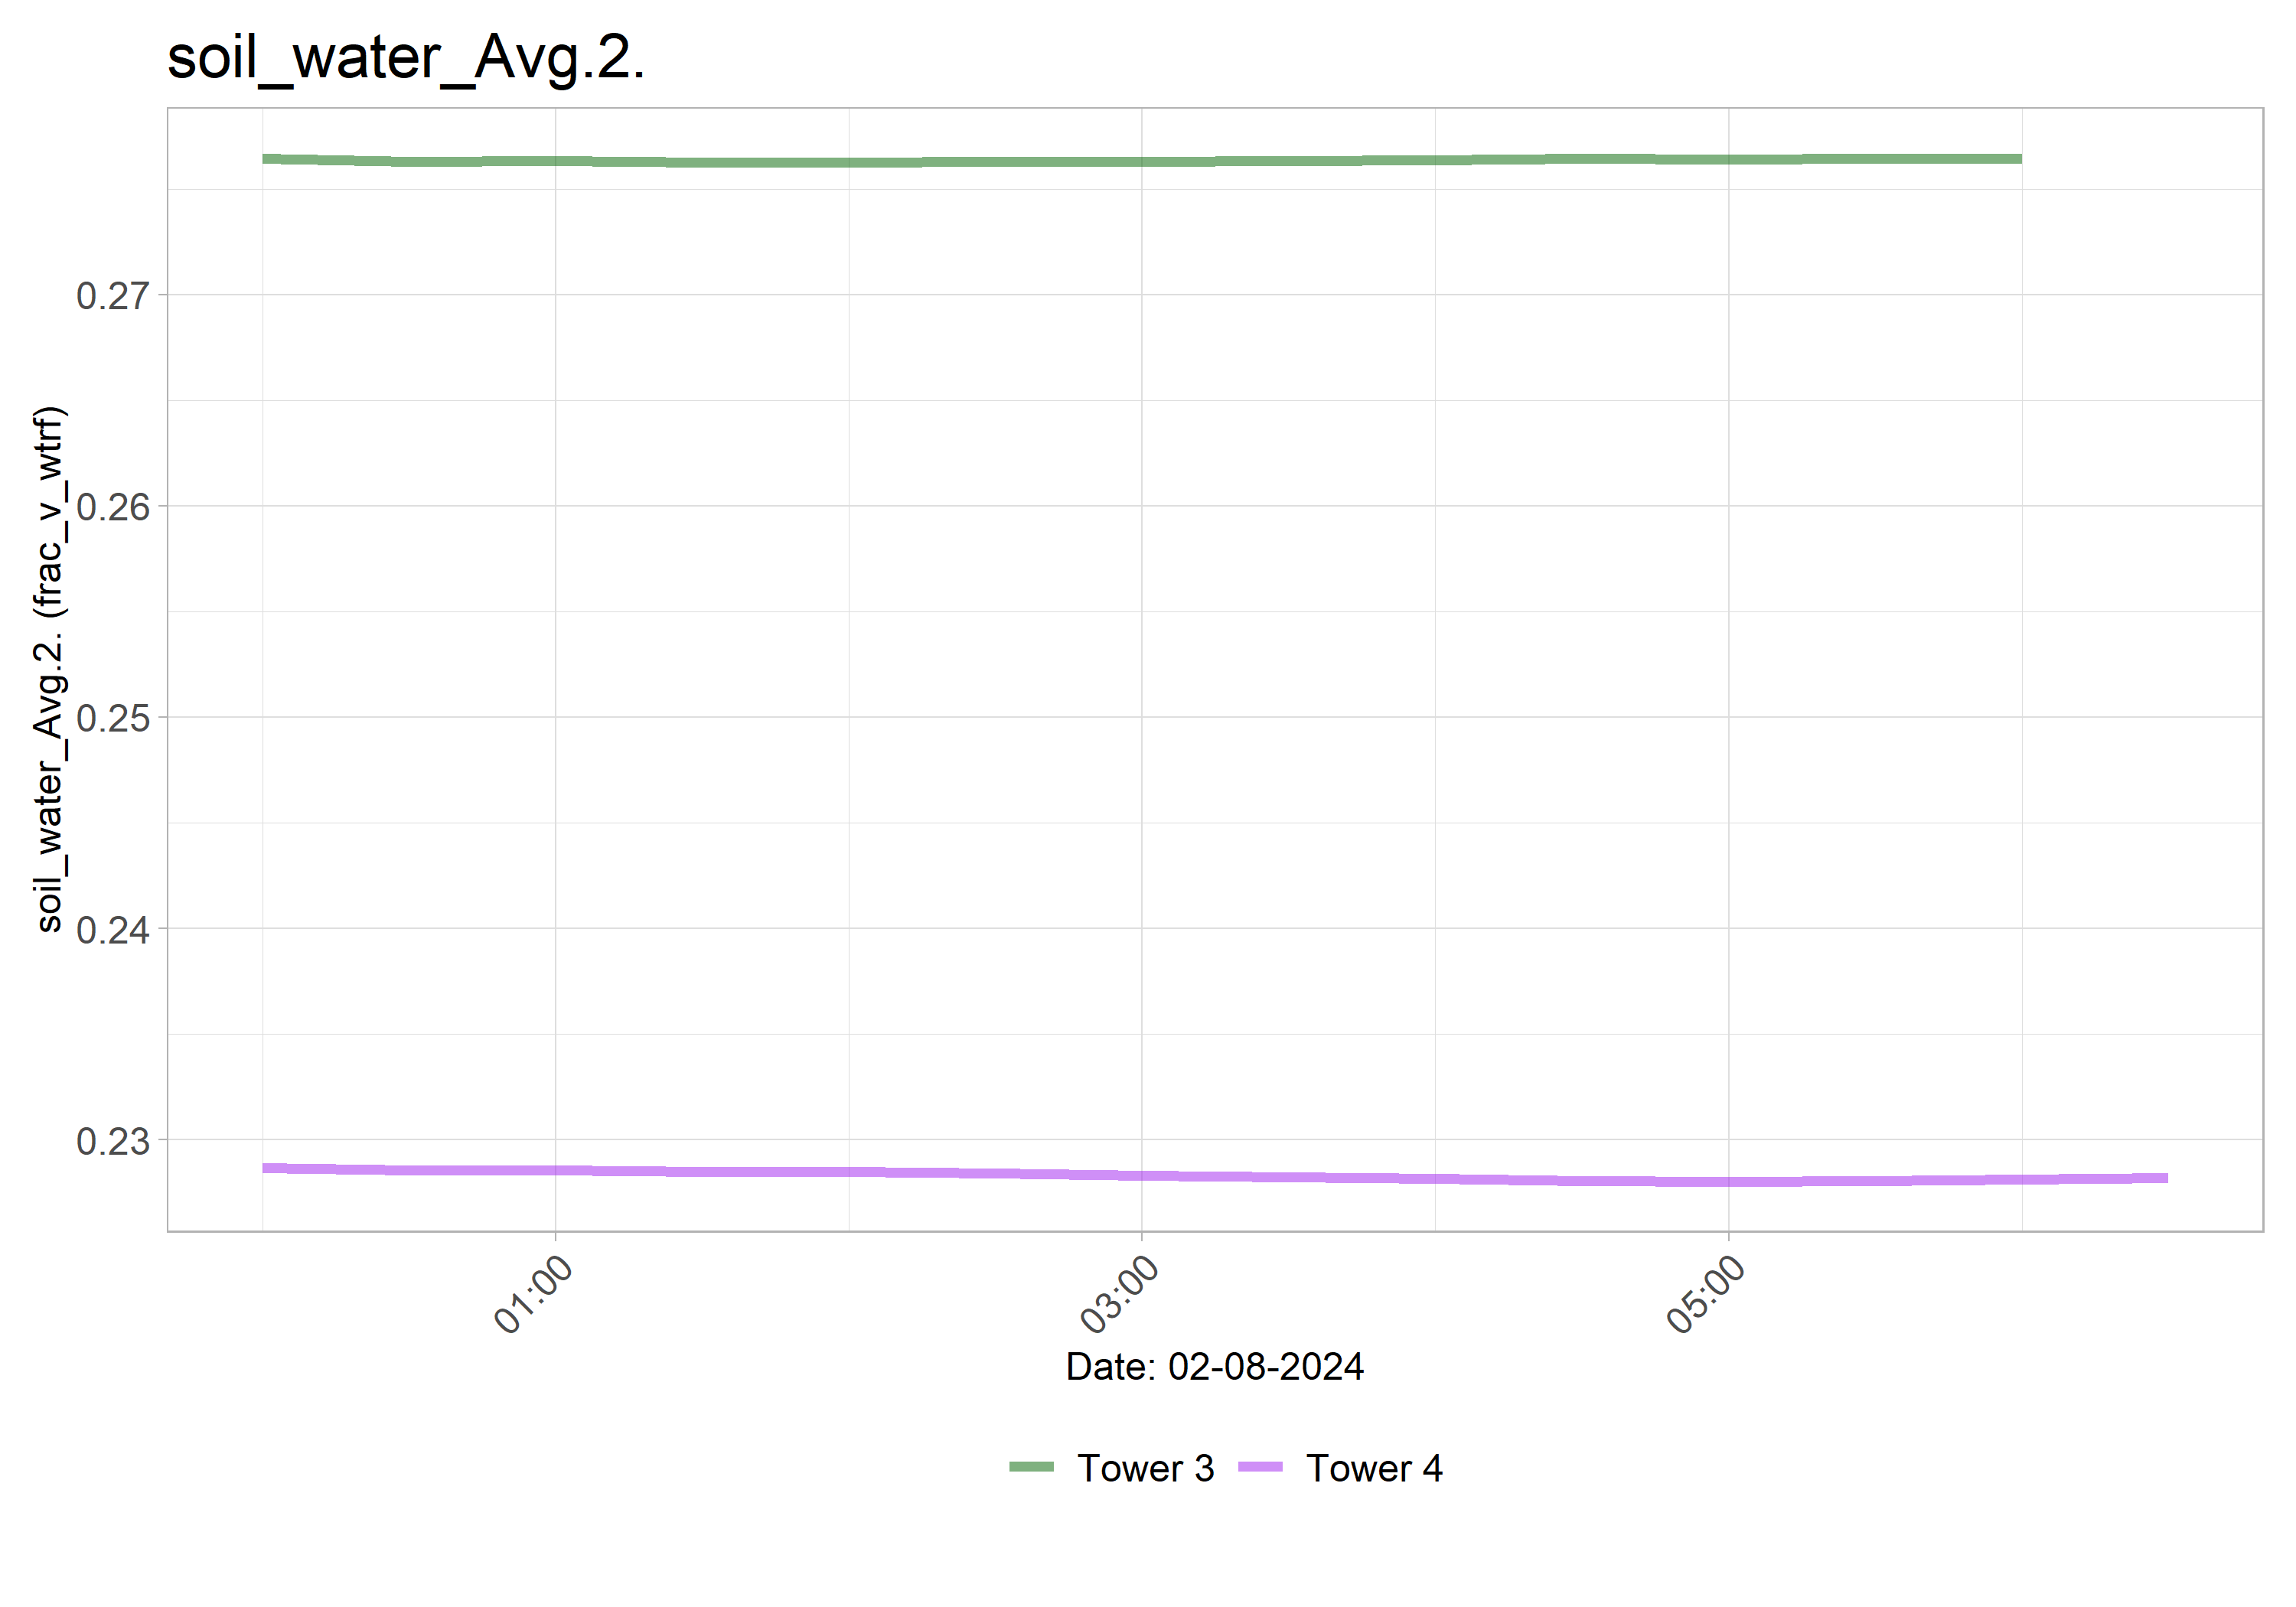 soil_water_Avg.2.
soil_water_Avg.2. (frac_v_wtrf)
0.27
0.26
0.25
0.24
0.23
01:00
03:00
05:00
Date: 02-08-2024
Tower 3
Tower 4